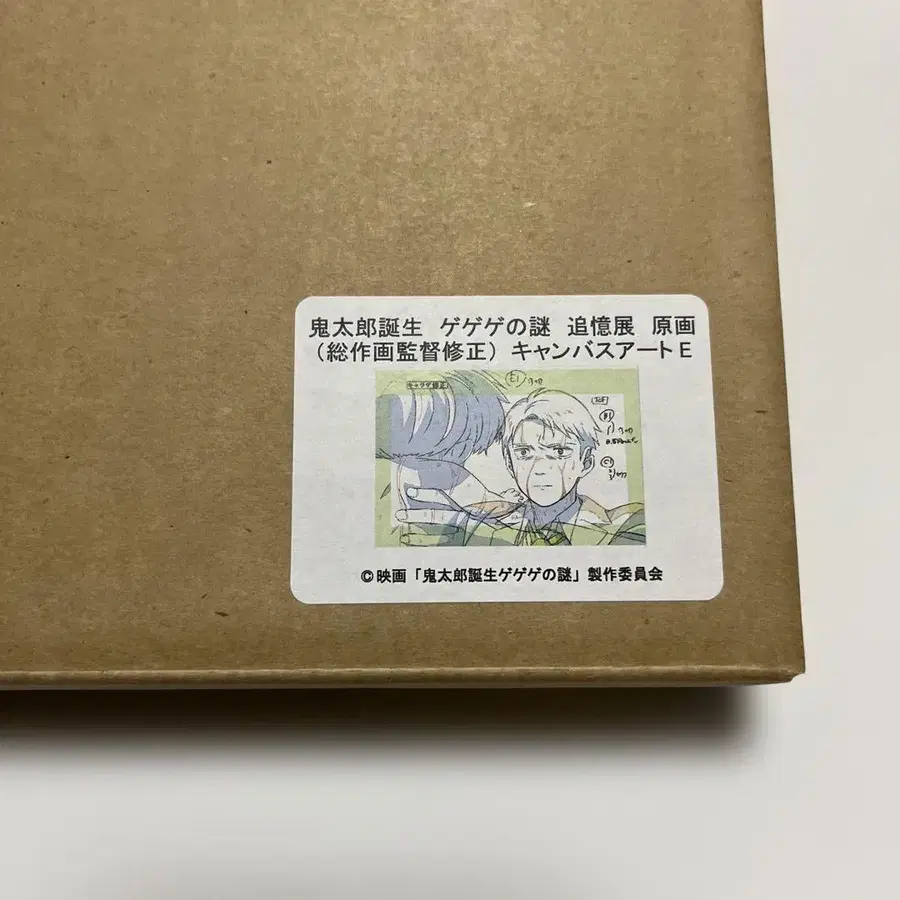 鬼太郎誕生 ゲゲゲの謎 追憶展 原画
(総作画監督修正) キャンバスアートE
E1
C1
©映画「鬼太郎誕生ゲゲゲの謎」製作委員会